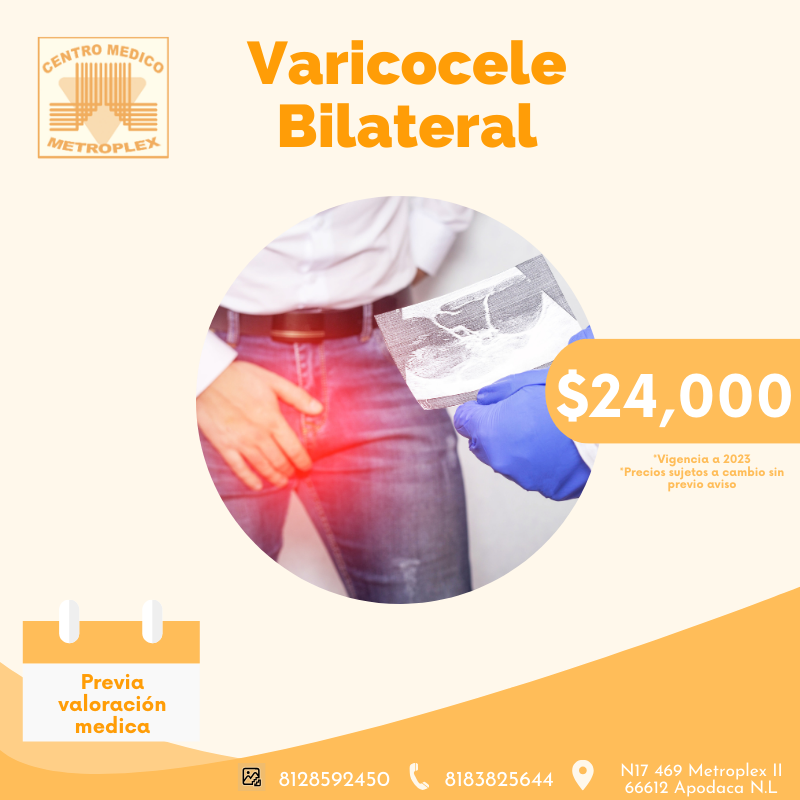 CENTRO MEDICO
METROPLEX
Varicocele
Bilateral
$24,000
*Vigencia a 2023
*Precios sujetos a cambio sin
previo aviso
Previa
valoración
medica
8128592450
8183825644
N17 469 Metroplex II
66612 Apodaca N.L